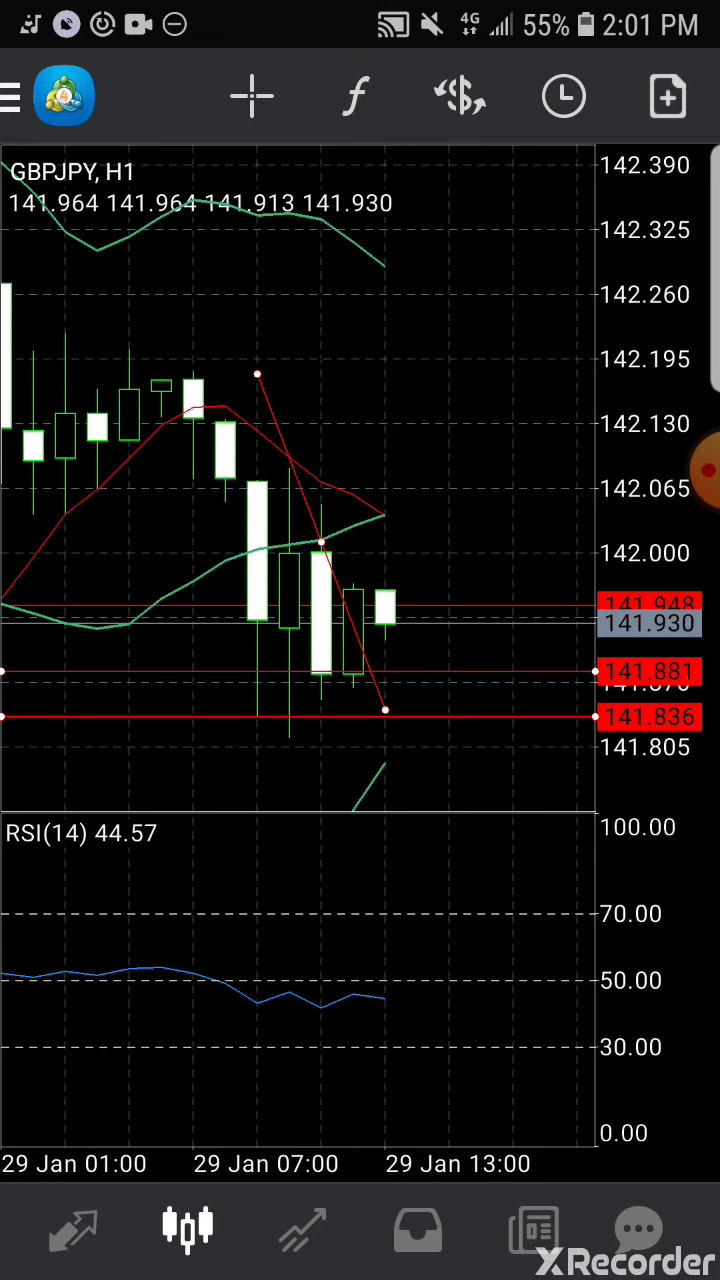 4G 55% 2:01 PM
4
f $
GBPJPY, H1
141.964 141.964 141.913 141.930
142.390
142.325
142.260
142.195
142.130
142.065
142.000
141.948
141.930
141.881
141.836
141.805
RSI(14) 44.57
100.00
70.00
50.00
30.00
0.00
29 Jan 01:00 29 Jan 07:00 29 Jan 13:00
XRecorder